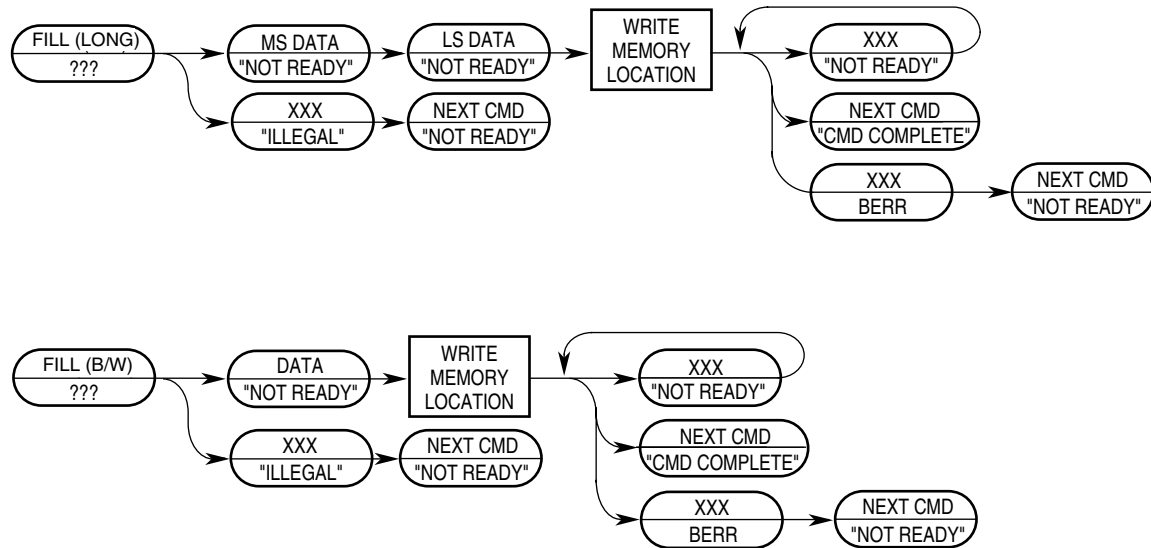 FILL (LONG)
???
MS DATA
"NOT READY"
LS DATA
"NOT READY"
WRITE
MEMORY
LOCATION
XXX
"NOT READY"
XXX
"ILLEGAL"
NEXT CMD
"NOT READY"
NEXT CMD
"CMD COMPLETE"
XXX
BERR
NEXT CMD
"NOT READY"
FILL (B/W)
???
DATA
"NOT READY"
WRITE
MEMORY
LOCATION
XXX
"NOT READY"
XXX
"ILLEGAL"
NEXT CMD
"NOT READY"
NEXT CMD
"CMD COMPLETE"
XXX
BERR
NEXT CMD
"NOT READY"